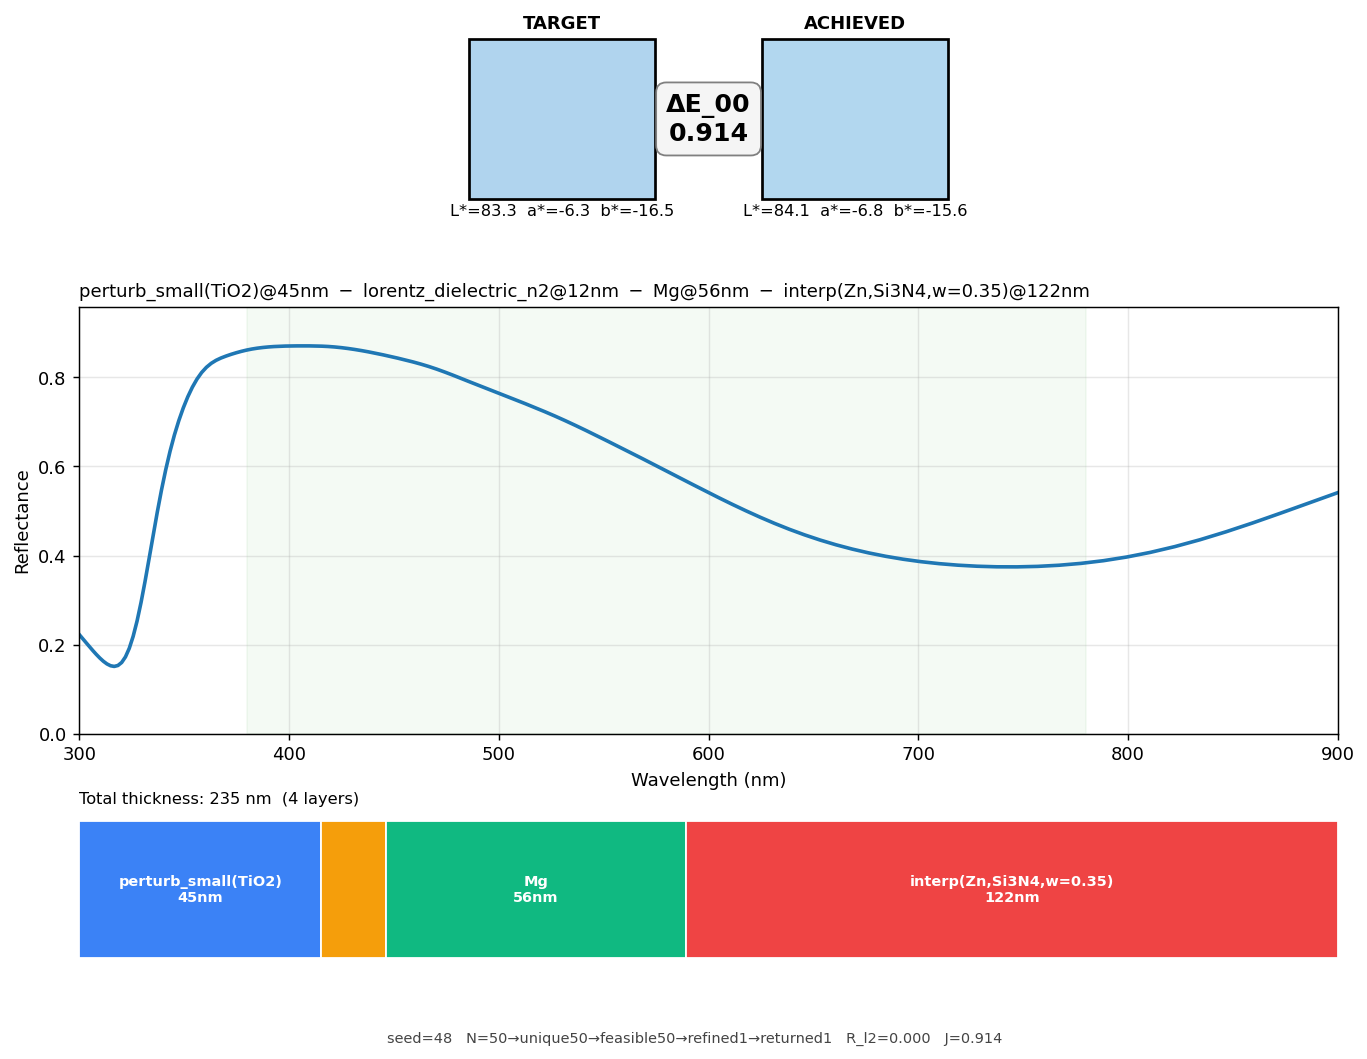 TARGET
ACHIEVED
ΔE_00
0.914
L*=83.3  a*=-6.3  b*=-16.5
L*=84.1  a*=-6.8  b*=-15.6
perturb_small(TiO2)@45nm − lorentz_dielectric_n2@12nm − Mg@56nm − interp(Zn,Si3N4,w=0.35)@122nm
Reflectance
0.8
0.6
0.4
0.2
0.0
300
400
500
600
700
800
900
Wavelength (nm)
Total thickness: 235 nm  (4 layers)
perturb_small(TiO2)
45nm
Mg
56nm
interp(Zn,Si3N4,w=0.35)
122nm
seed=48   N=50→unique50→feasible50→refined1→returned1   R_l2=0.000   J=0.914